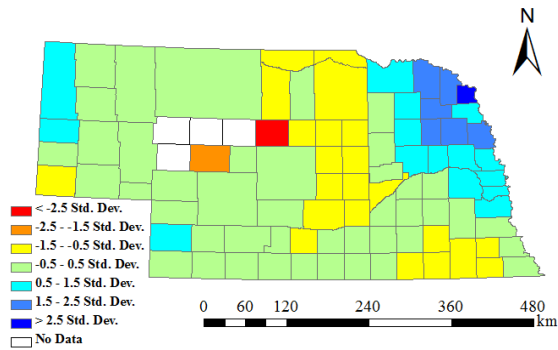 N
< -2.5 Std. Dev.
-2.5 - -1.5 Std. Dev.
-1.5 - -0.5 Std. Dev.
-0.5 - 0.5 Std. Dev.
0.5 - 1.5 Std. Dev.
1.5 - 2.5 Std. Dev.
> 2.5 Std. Dev.
No Data
0 60 120 240 360 480
km